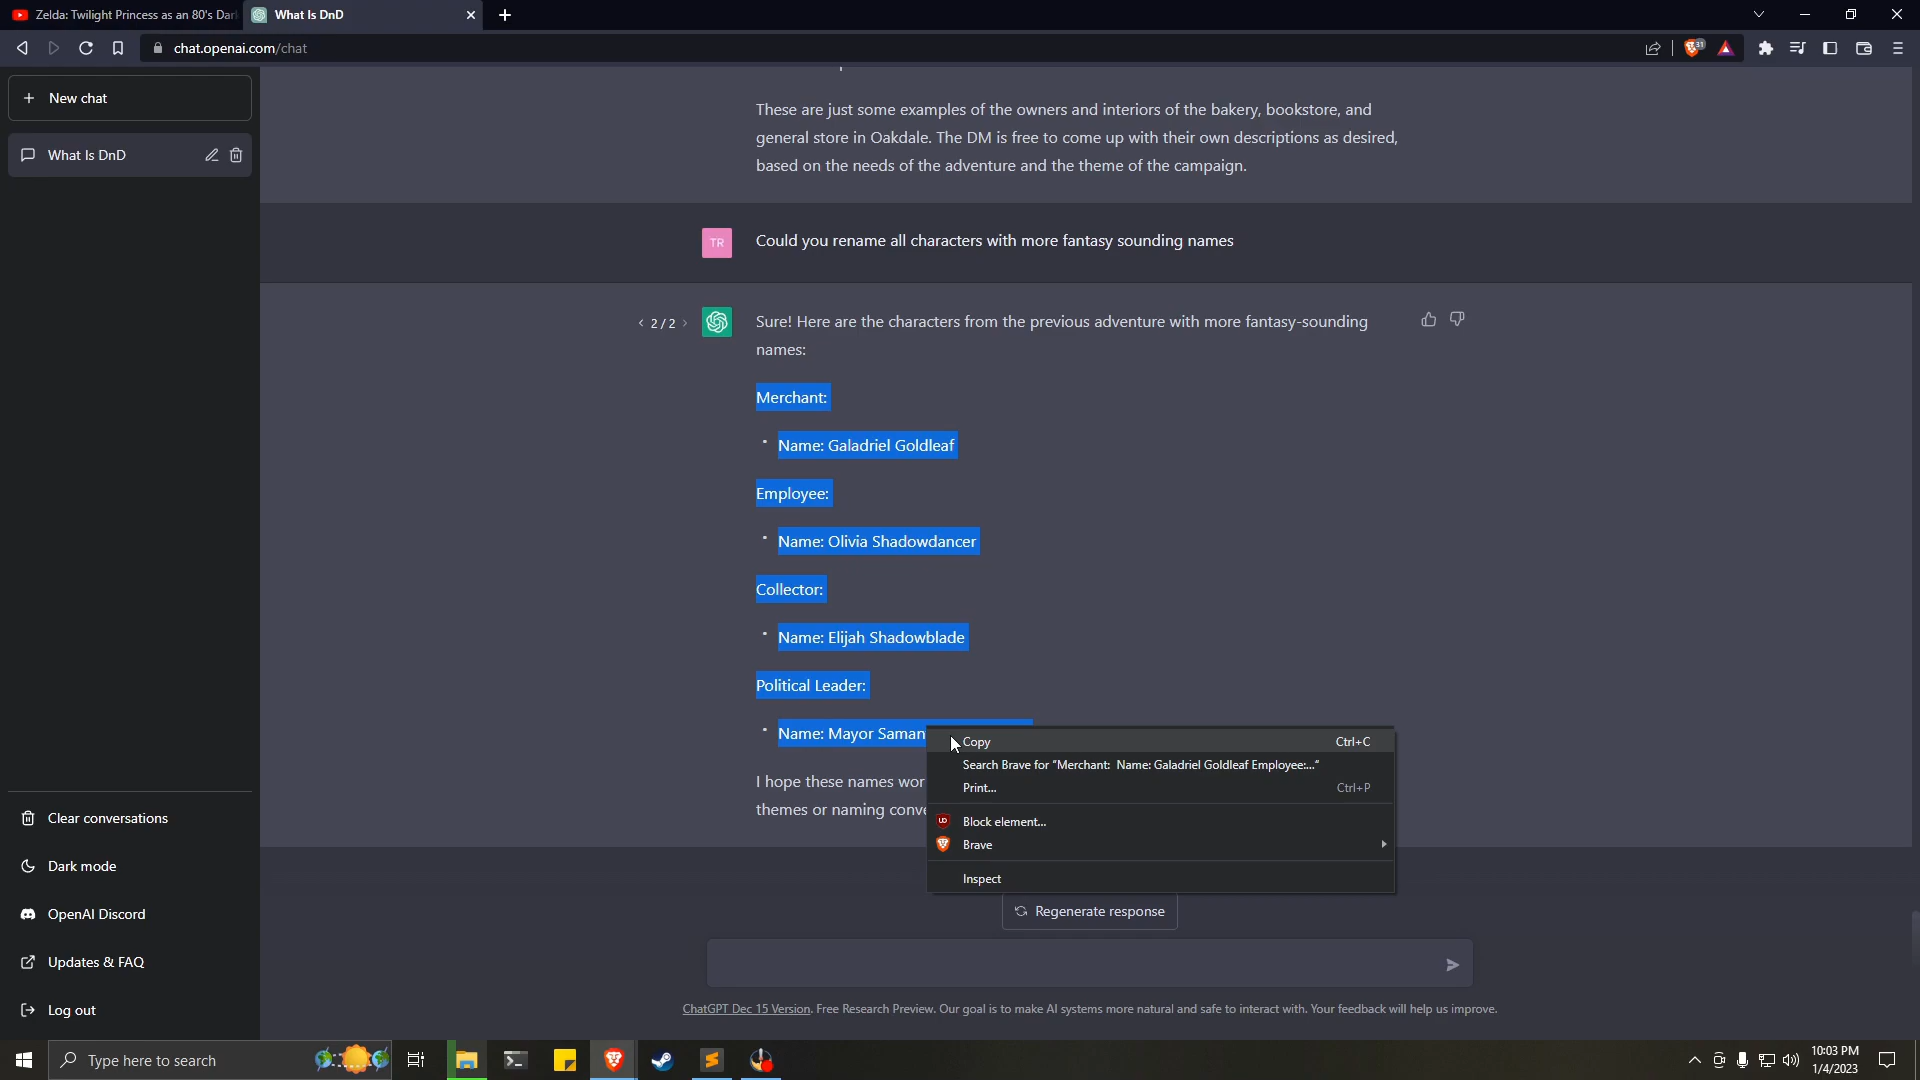 Zelda: Twilight Princess as an 80's Dar
What Is DnD
chat.openai.com/chat
31
New chat
What Is DnD
These are just some examples of the owners and interiors of the bakery, bookstore, and
general store in Oakdale. The DM is free to come up with their own descriptions as desired,
based on the needs of the adventure and the theme of the campaign.
TR
Could you rename all characters with more fantasy sounding names
2 / 2
Sure! Here are the characters from the previous adventure with more fantasy-sounding
names:
Merchant:
Name: Galadriel Goldleaf
Employee:
Name: Olivia Shadowdancer
Collector:
Name: Elijah Shadowblade
Political Leader:
Name: Mayor Saman
I hope these names wor
themes or naming conve
Copy Ctrl+C
Search Brave for "Merchant: Name: Galadriel Goldleaf Employee:..."
Print... Ctrl+P
Block element...
Brave
Inspect
Regenerate response
Clear conversations
Dark mode
OpenAI Discord
Updates & FAQ
Log out
ChatGPT Dec 15 Version. Free Research Preview. Our goal is to make AI systems more natural and safe to interact with. Your feedback will help us improve.
Type here to search
10:03 PM
1/4/2023